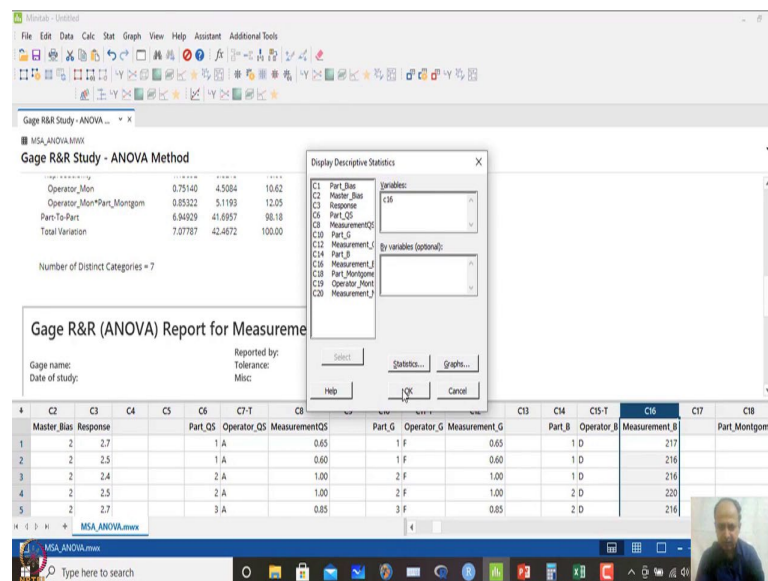 Minitab - Untitled
File Edit Data Calc Stat Graph View Help Assistant Additional Tools
Gage R&R Study - ANOVA ...
MSA_ANOVA.MWX
Gage R&R Study - ANOVA Method
Operator_Mon 0.75140 4.5084 10.62
Operator_Mon*Part_Montgom 0.85322 5.1193 12.05
Part-To-Part 6.94929 41.6957 98.18
Total Variation 7.07787 42.4672 100.00
Number of Distinct Categories = 7
Gage R&R (ANOVA) Report for Measureme
Reported by:
Gage name: Tolerance:
Date of study: Misc:
Display Descriptive Statistics
C1 Part_Bias
C2 Master_Bias
C3 Response
C6 Part_QS
C8 MeasurementQS
C10 Part_G
C12 Measurement_G
C14 Part_B
C16 Measurement_B
C18 Part_Montgome
C19 Operator_Mont
C20 Measurement_
Variables:
c16
By variables (optional):
Select
Statistics... Graphs...
Help OK Cancel
C2 C3 C4 C5 C6 C7-T C8 C13 C14 C15-T C16 C17 C18
Master_Bias Response Part_QS Operator_QS MeasurementQS Part_G Operator_G Measurement_G Part_B Operator_B Measurement_B Part_Montgom
1 2 2.7 1 A 0.65 1 F 0.65 1 D 217
2 2 2.5 1 A 0.60 1 F 0.60 1 D 216
3 2 2.4 2 A 1.00 2 F 1.00 1 D 216
4 2 2.5 2 A 1.00 2 F 1.00 2 D 220
5 2 2.7 3 A 0.85 3 F 0.85 2 D 216
MSA_ANOVA.mwx
MSA_ANOVA.mwx
Type here to search